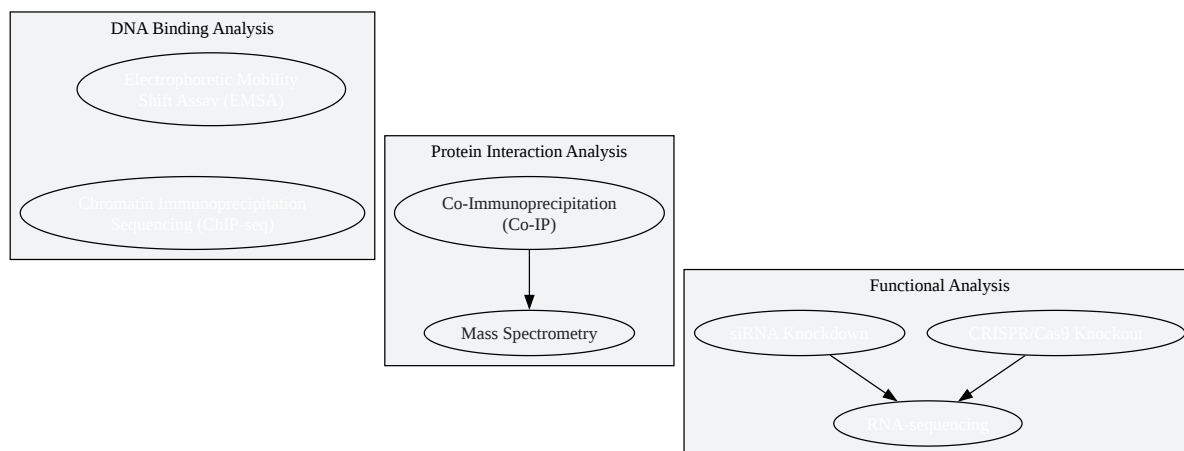 DNA Binding Analysis
Electrophoretic Mobility
Shift Assay (EMSA)
Chromatin Immunoprecipitation
Sequencing (ChIP-seq)
Protein Interaction Analysis
Co-Immunoprecipitation
(Co-IP)
Mass Spectrometry
Functional Analysis
siRNA Knockdown
CRISPR/Cas9 Knockout
RNA-sequencing